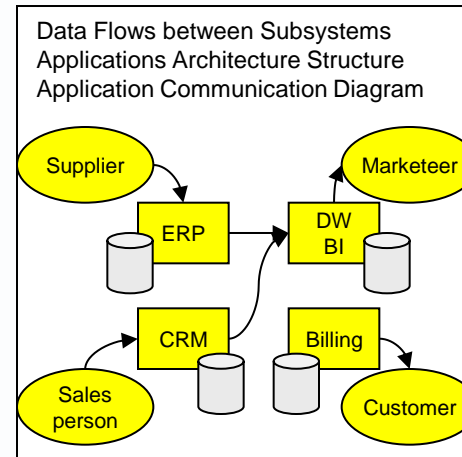 Data Flows between Subsystems
Applications Architecture Structure
Application Communication Diagram
Supplier
Marketeer
ERP
DW
BI
CRM
Billing
Sales
person
Customer